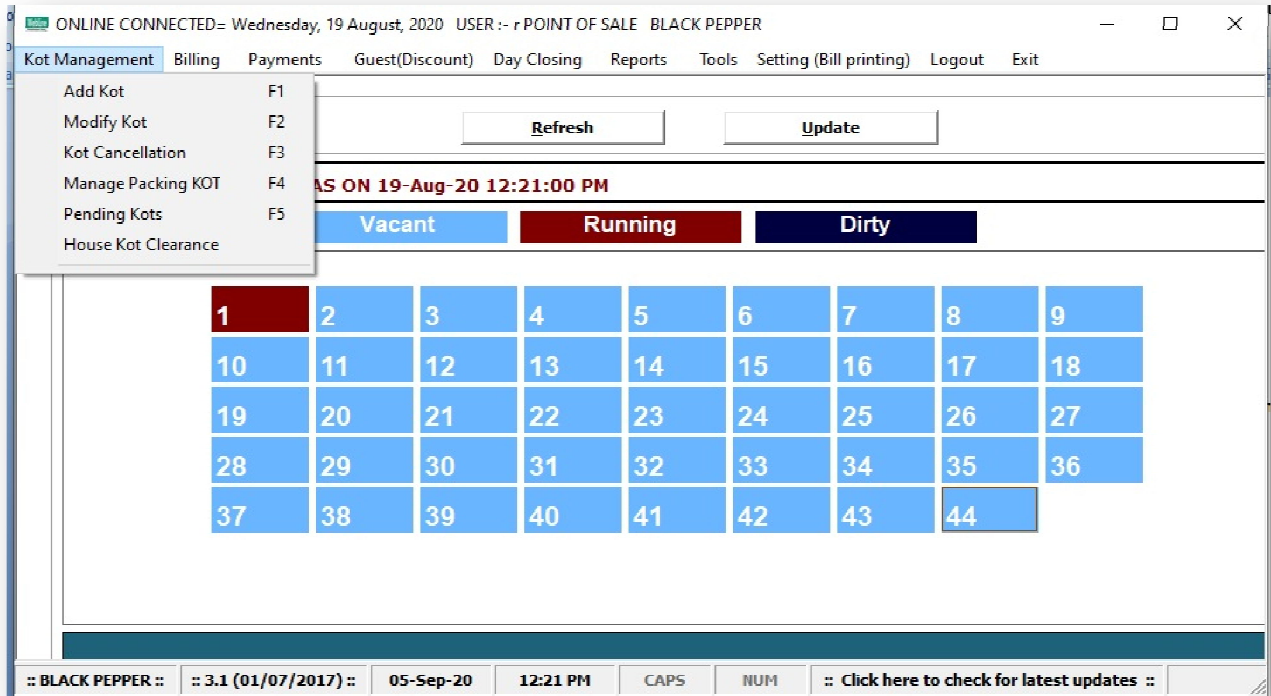 ONLINE CONNECTED= Wednesday, 19 August, 2020 USER :- r POINT OF SALE BLACK PEPPER
Kot Management Billing Payments Guest(Discount) Day Closing Reports Tools Setting (Bill printing) Logout Exit
Add Kot F1
Modify Kot F2
Kot Cancellation F3
Manage Packing KOT F4
Pending Kots F5
House Kot Clearance
Refresh Update
AS ON 19-Aug-20 12:21:00 PM
Vacant Running Dirty
1 2 3 4 5 6 7 8 9
10 11 12 13 14 15 16 17 18
19 20 21 22 23 24 25 26 27
28 29 30 31 32 33 34 35 36
37 38 39 40 41 42 43 44
:: BLACK PEPPER :: :: 3.1 (01/07/2017) :: 05-Sep-20 12:21 PM CAPS NUM :: Click here to check for latest updates ::